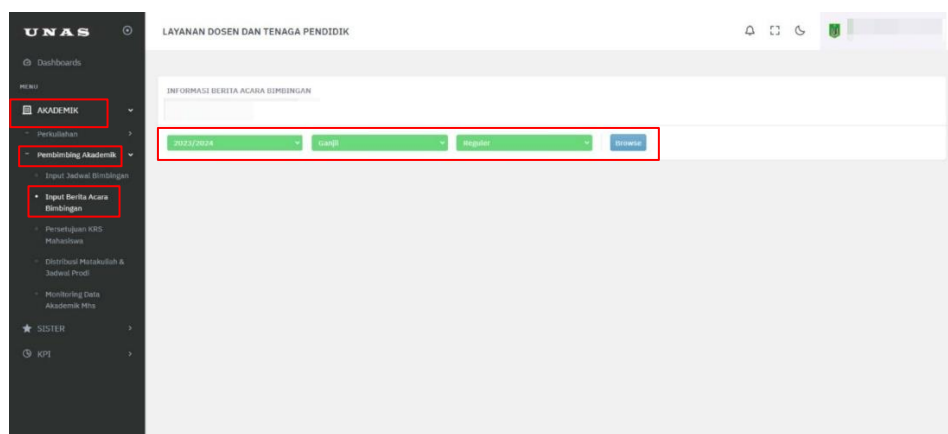 UNAS
LAYANAN DOSEN DAN TENAGA PENDIDIK
Dashboards
MENU
INFORMASI BERITA ACARA BIMBINGAN
AKADEMIK
Perkuliahan
2023/2024
Ganjil
Reguler
Browse
Pembimbing Akademik
Input Jadwal Bimbingan
Input Berita Acara
Bimbingan
Persetujuan KRS
Mahasiswa
Distribusi Matakuliah &
Jadwal Prodi
Monitoring Data
Akademik Mhs
SISTER
KPI